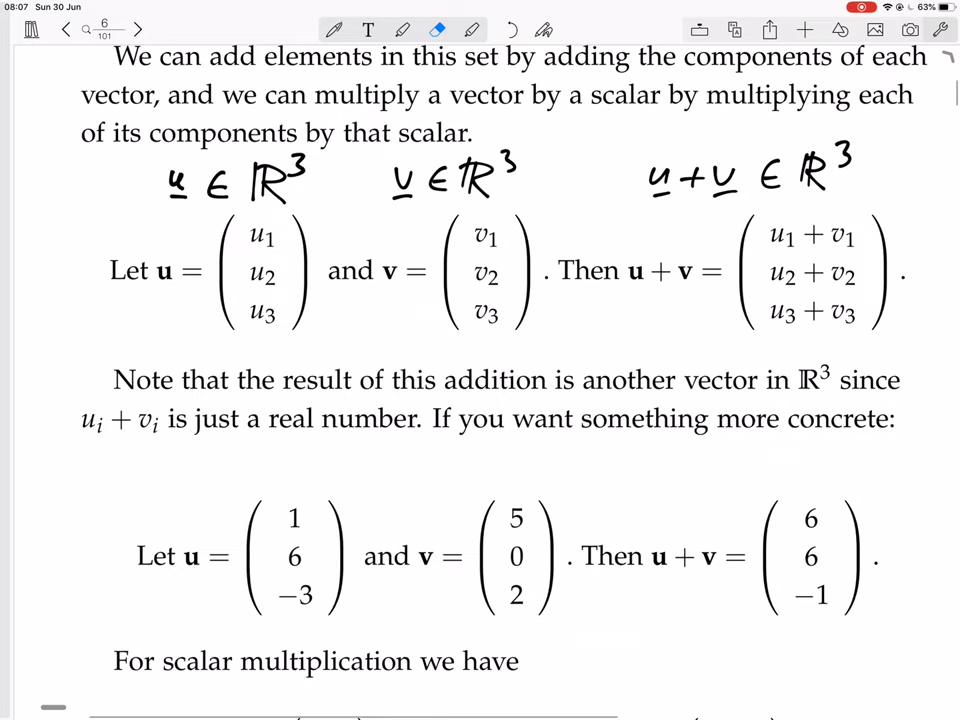 08:07 Sun 30 Jun 63%
6
101
T
We can add elements in this set by adding the components of each
vector, and we can multiply a vector by a scalar by multiplying each
of its components by that scalar.
u ∈ ℝ³ v ∈ ℝ³ u + v ∈ ℝ³
u₁ v₁ u₁ + v₁
Let u = ( u₂ ) and v = ( v₂ ) . Then u + v = ( u₂ + v₂ ) .
u₃ v₃ u₃ + v₃
Note that the result of this addition is another vector in ℝ³ since
uᵢ + vᵢ is just a real number. If you want something more concrete:
1 5 6
Let u = ( 6 ) and v = ( 0 ) . Then u + v = ( 6 ) .
−3 2 −1
For scalar multiplication we have